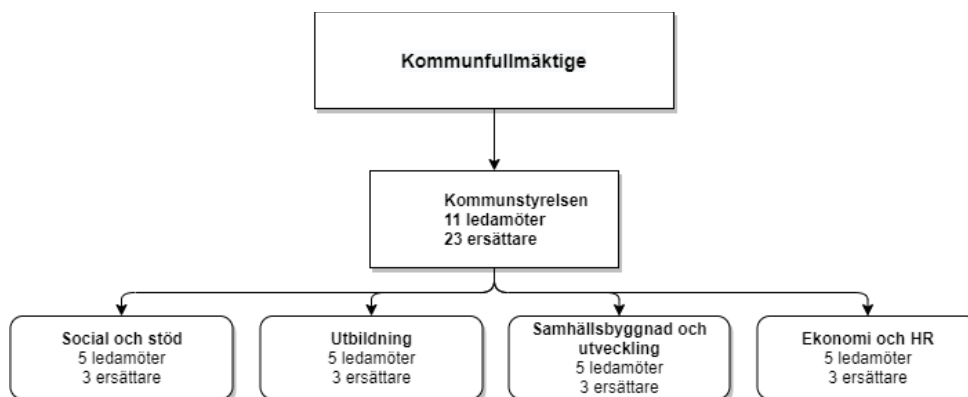 Kommunfullmäktige
Kommunstyrelsen
11 ledamöter
23 ersättare
Social och stöd
5 ledamöter
3 ersättare
Utbildning
5 ledamöter
3 ersättare
Samhällsbyggnad och
utveckling
5 ledamöter
3 ersättare
Ekonomi och HR
5 ledamöter
3 ersättare